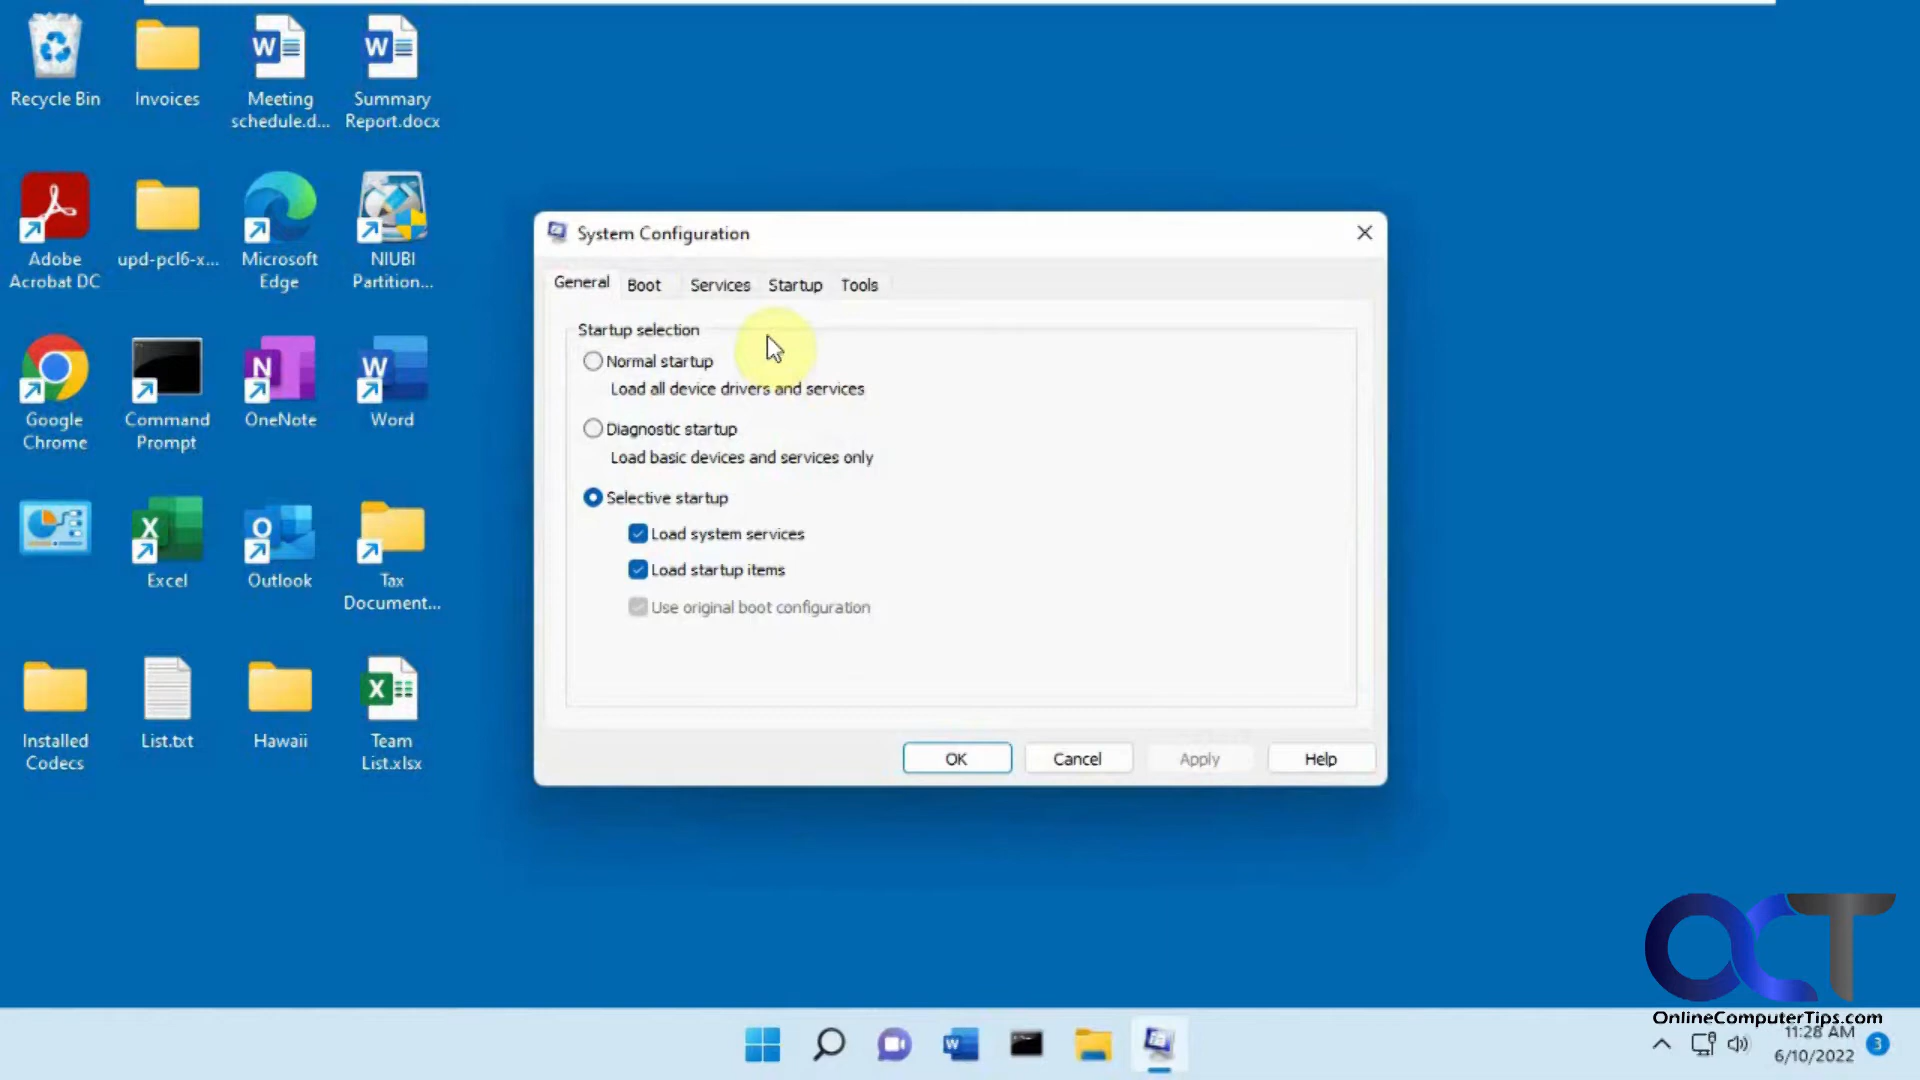 Recycle Bin
Invoices
Meeting
schedule.d...
Summary
Report.docx
Adobe
Acrobat DC
upd-pcl6-x...
Microsoft
Edge
NIUBI
Partition...
Google
Chrome
Command
Prompt
OneNote
Word
Excel
Outlook
Tax
Document...
Installed
Codecs
List.txt
Hawaii
Team
List.xlsx
System Configuration
General Boot Services Startup Tools
Startup selection
Normal startup
Load all device drivers and services
Diagnostic startup
Load basic devices and services only
Selective startup
Load system services
Load startup items
Use original boot configuration
OK Cancel Apply Help
OCT
OnlineComputerTips.com
11:28 AM
6/10/2022
3